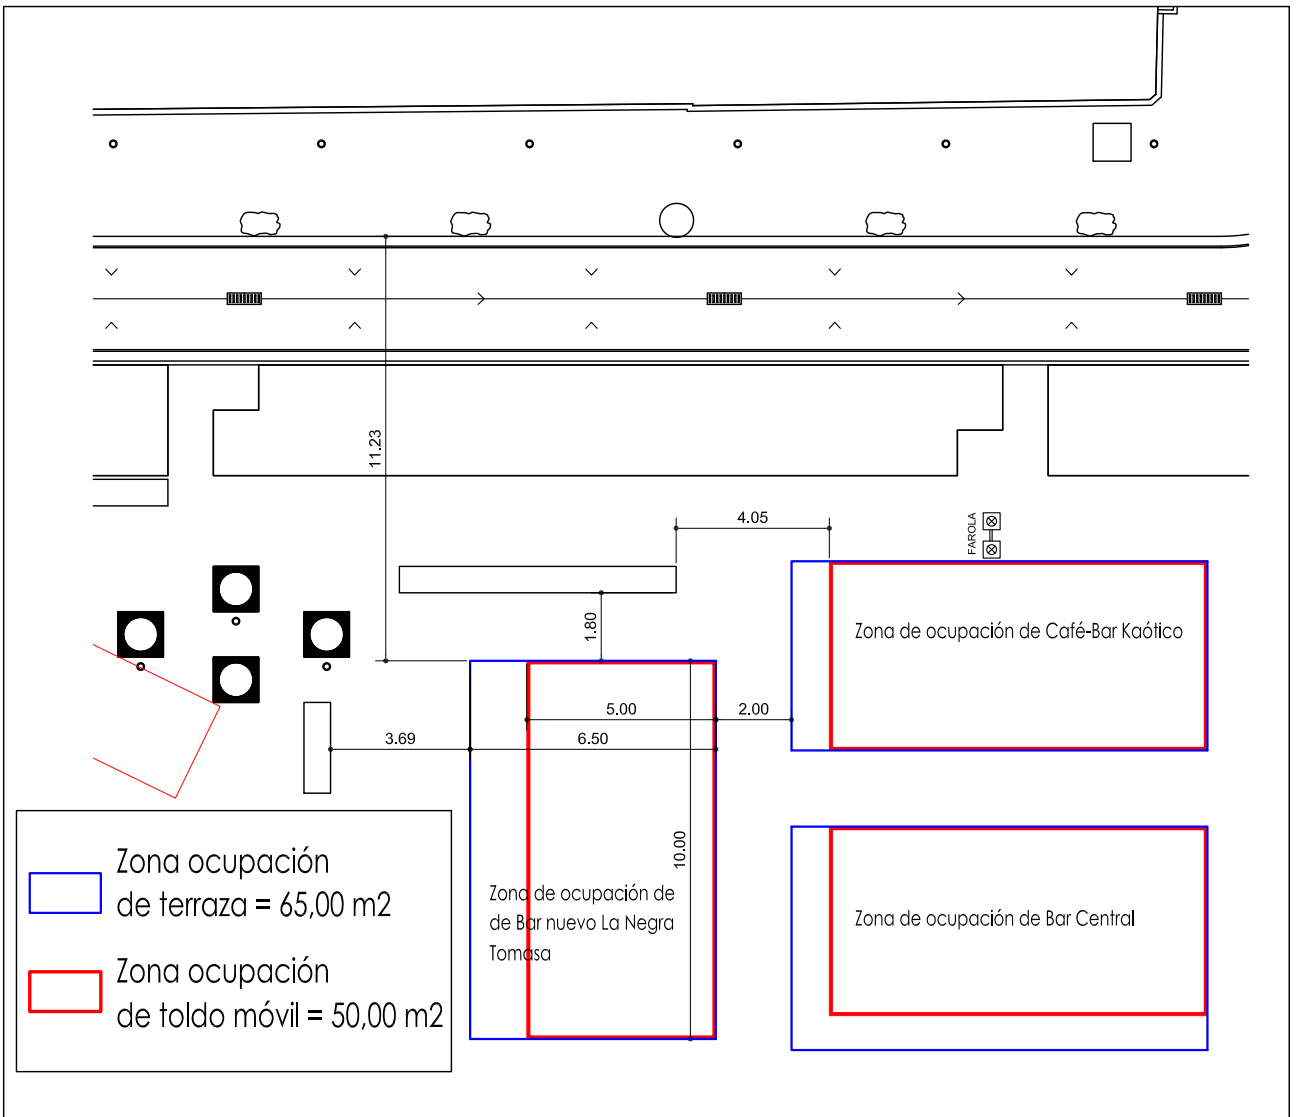 11.23
4.05
FAROLA
1.80
Zona de ocupación de Café-Bar Kaótico
5.00
2.00
3.69
6.50
10.00
Zona de ocupación de
de Bar nuevo La Negra
Tomasa
Zona de ocupación de Bar Central
Zona ocupación
de terraza = 65,00 m2
Zona ocupación
de toldo móvil = 50,00 m2